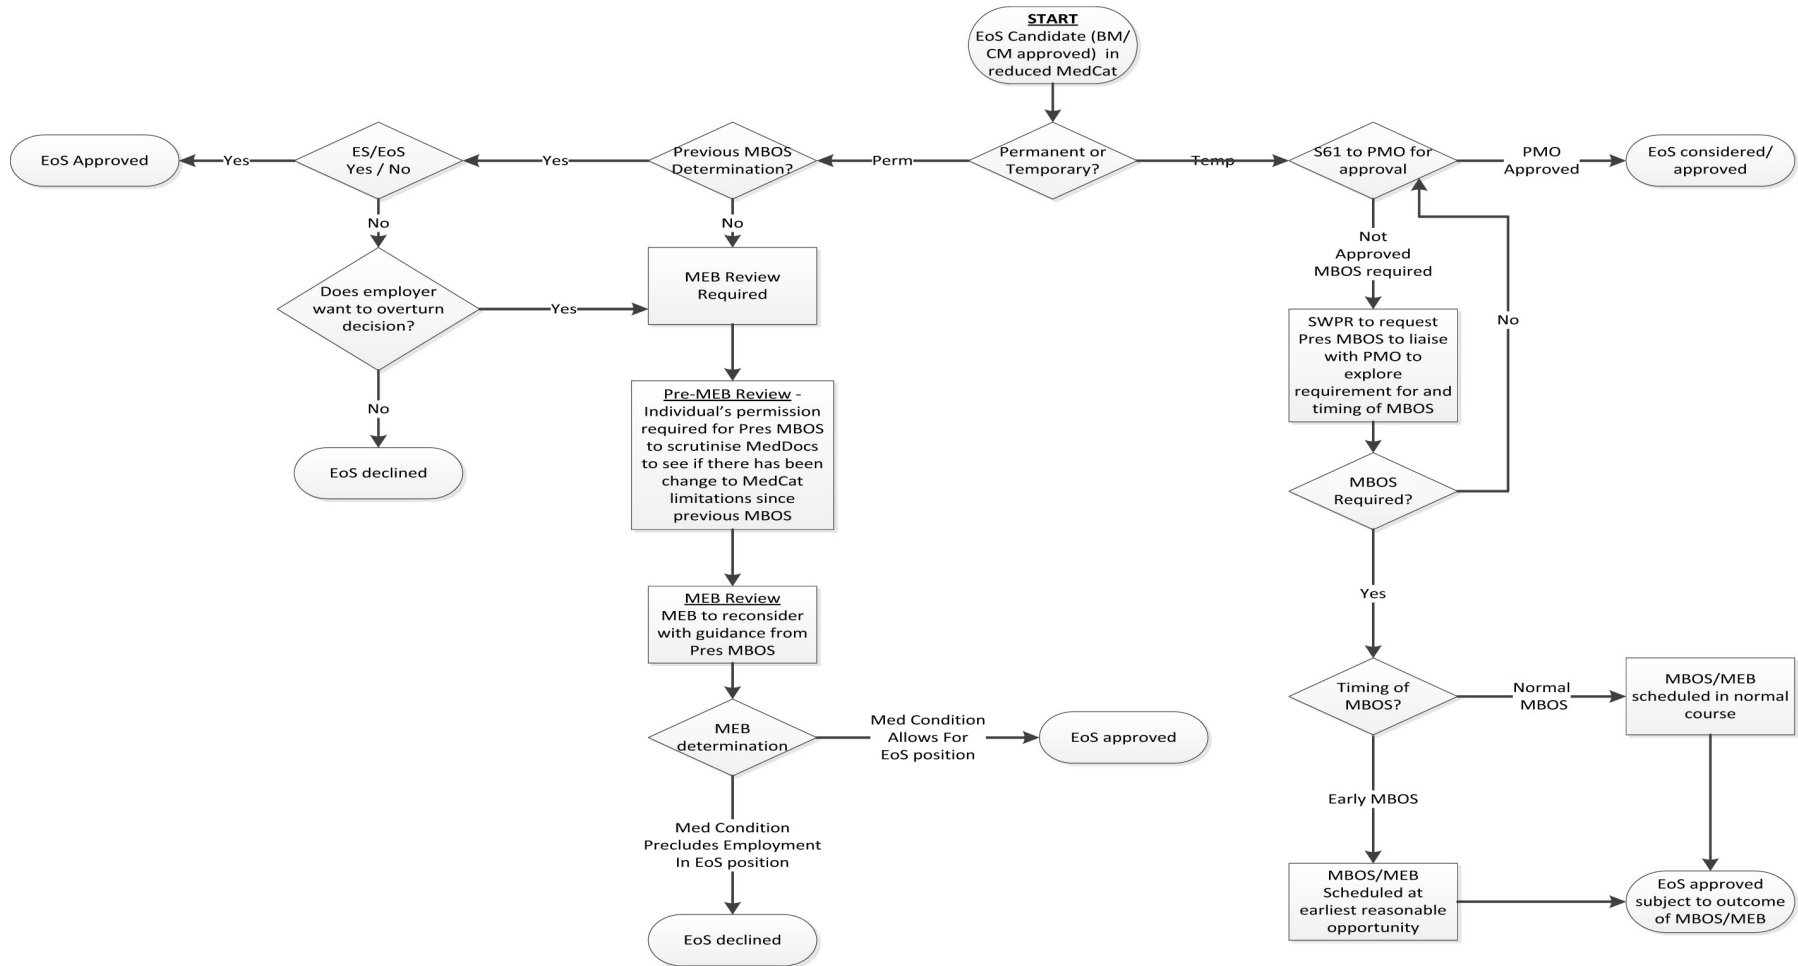 START
EoS Candidate (BM/
CM approved) in
reduced MedCat
EoS Approved
Yes
ES/EoS
Yes / No
Yes
Previous MBOS
Determination?
Perm
Permanent or
Temporary?
Temp
S61 to PMO for
approval
PMO
Approved
EoS considered/
approved
No
No
Not
Approved
MBOS required
Does employer
want to overturn
decision?
Yes
MEB Review
Required
SWPR to request
Pres MBOS to liaise
with PMO to
explore
requirement for and
timing of MBOS
No
No
EoS declined
Pre-MEB Review -
Individual’s permission
required for Pres MBOS
to scrutinise MedDocs
to see if there has been
change to MedCat
limitations since
previous MBOS
MBOS
Required?
Yes
MEB Review
MEB to reconsider
with guidance from
Pres MBOS
MEB
determination
Med Condition
Allows For
EoS position
EoS approved
Timing of
MBOS?
Normal
MBOS
MBOS/MEB
scheduled in normal
course
Early MBOS
Med Condition
Precludes Employment
In EoS position
EoS declined
MBOS/MEB
Scheduled at
earliest reasonable
opportunity
EoS approved
subject to outcome
of MBOS/MEB